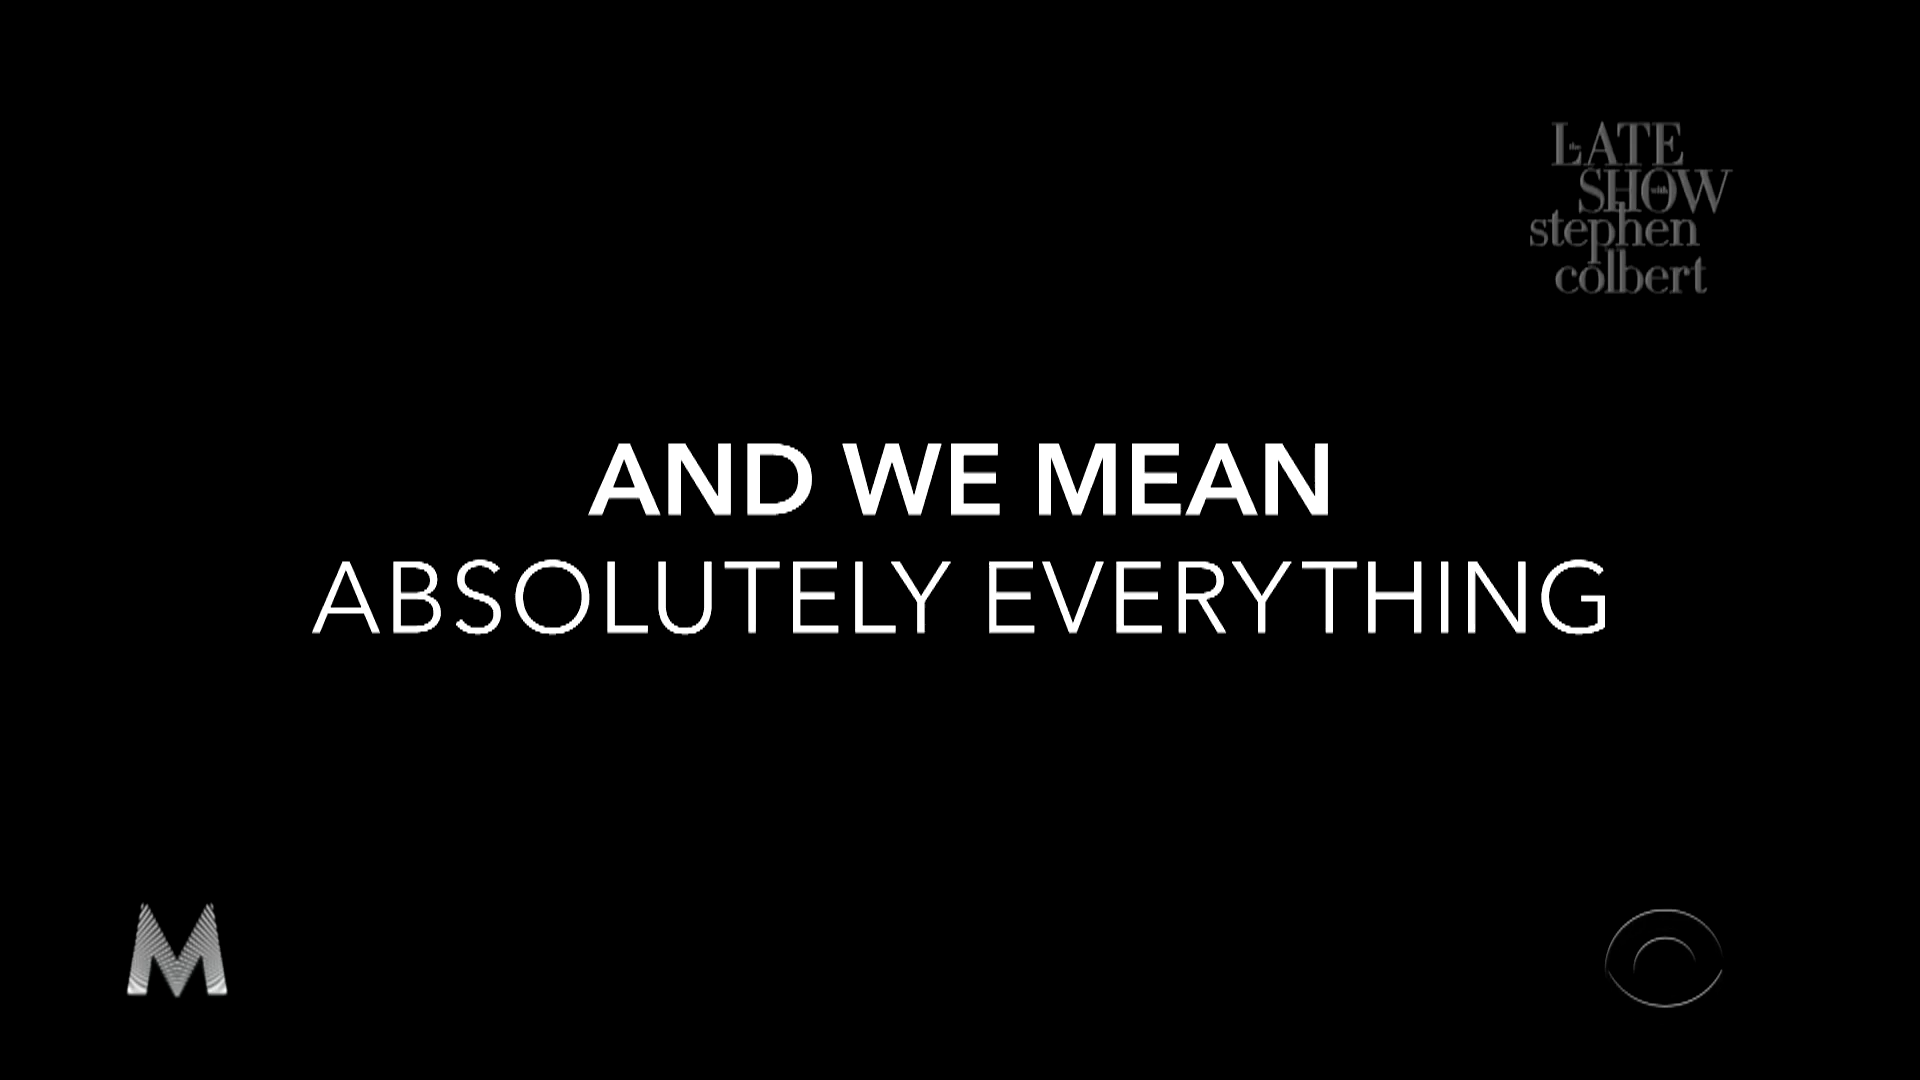 the
LATE
SHOW
with
stephen
colbert
AND WE MEAN
ABSOLUTELY EVERYTHING
M